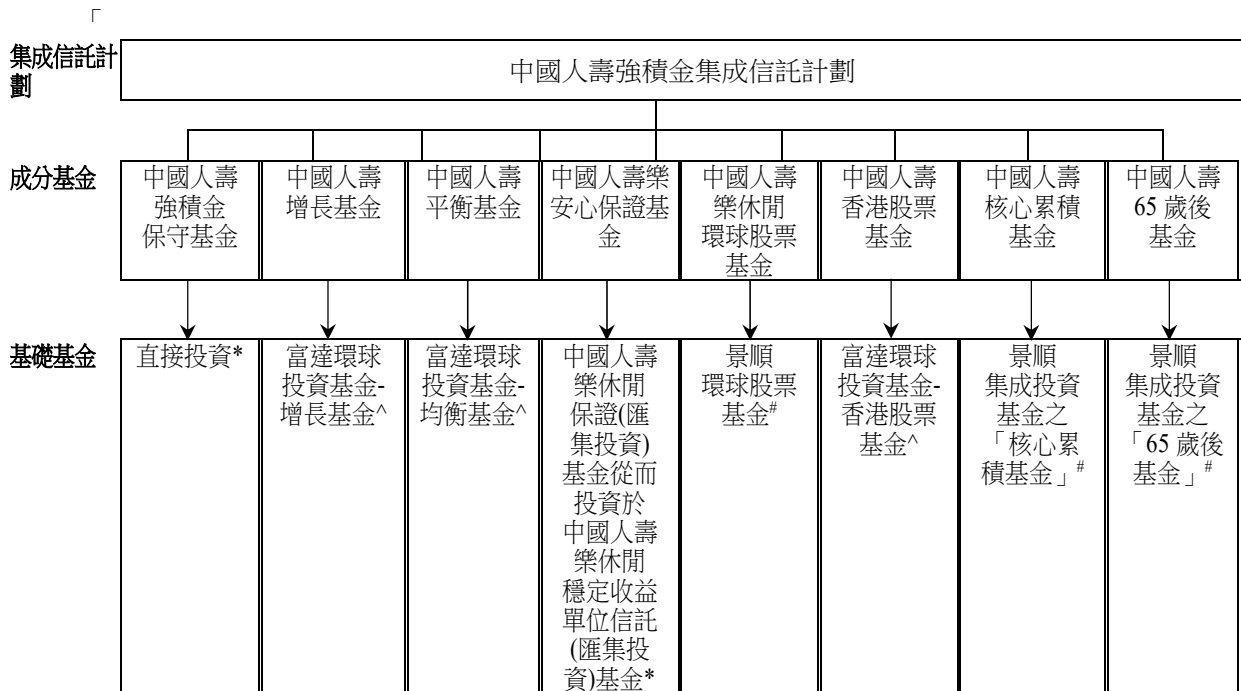 「
集成信託計
劃
中國人壽強積金集成信託計劃
成分基金
中國人壽
強積金
保守基金
中國人壽
增長基金
中國人壽
平衡基金
中國人壽樂
安心保證基
金
中國人壽
樂休閒
環球股票
基金
中國人壽
香港股票
基金
中國人壽
核心累積
基金
中國人壽
65 歲後
基金
基礎基金
直接投資*
富達環球
投資基金-
增長基金^
富達環球
投資基金-
均衡基金^
中國人壽
樂休閒
保證(匯
集投資)
基金從而
投資於
中國人壽
樂休閒
穩定收益
單位信託
(匯集投
資)基金*
景順
環球股票
基金#
富達環球
投資基金-
香港股票
基金^
景順
集成投資
基金之
「核心累
積基金」#
景順
集成投資
基金之
「65 歲後
基金」#